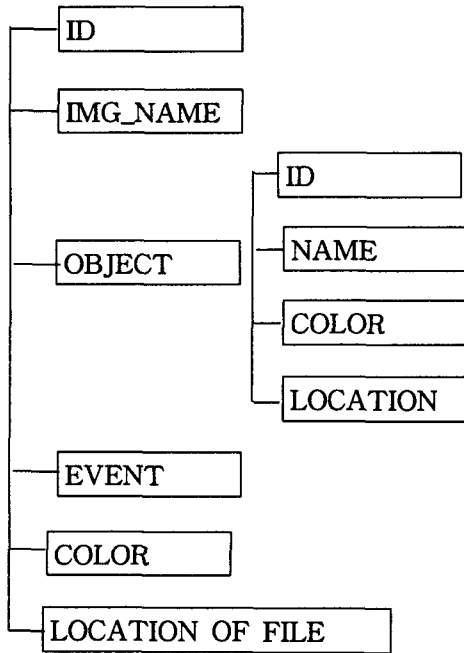 ID
IMG_NAME
OBJECT
ID
NAME
COLOR
LOCATION
EVENT
COLOR
LOCATION OF FILE